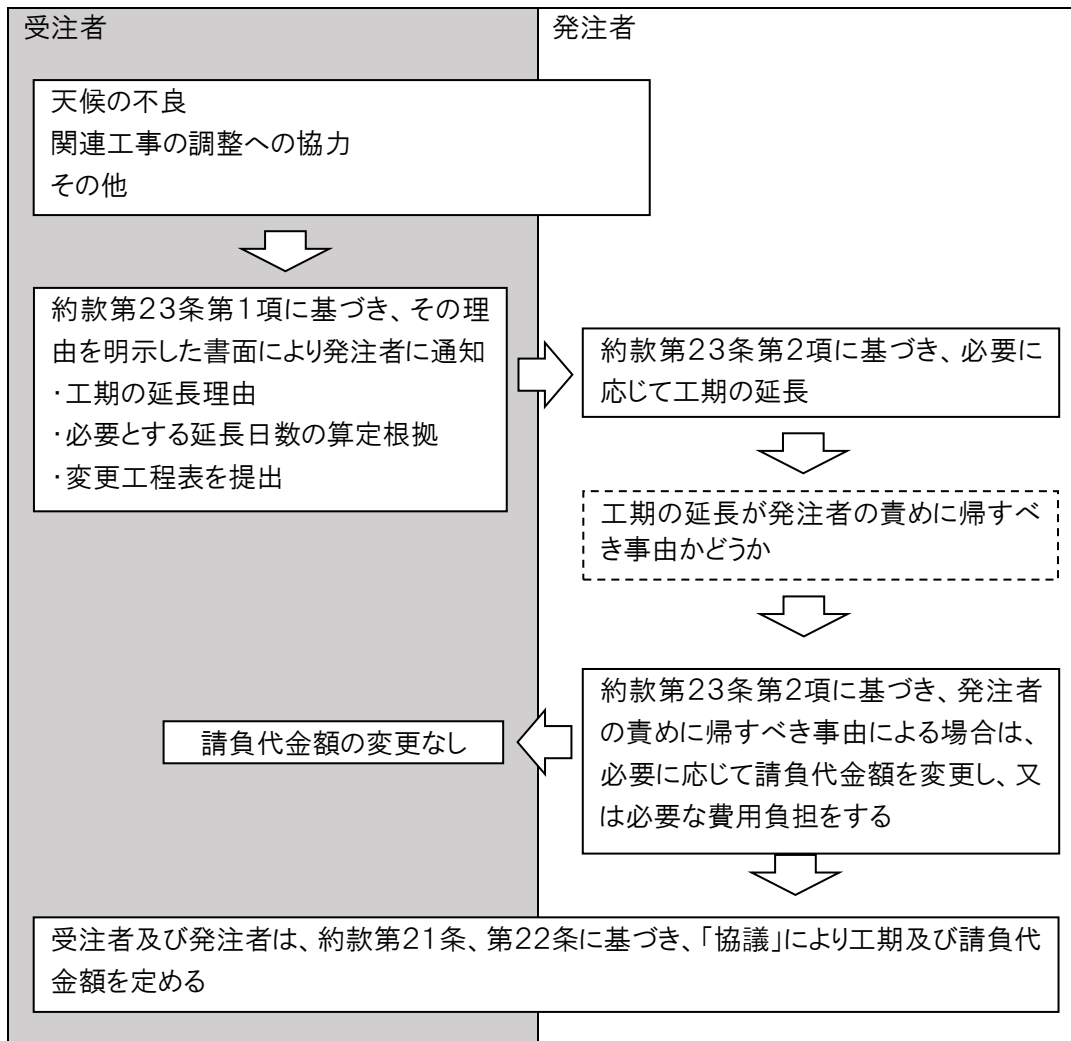 受注者
発注者
天候の不良
関連工事の調整への協力
その他
約款第23条第1項に基づき、その理
由を明示した書面により発注者に通知
・工期の延長理由
・必要とする延長日数の算定根拠
・変更工程表を提出
約款第23条第2項に基づき、必要に
応じて工期の延長
工期の延長が発注者の責めに帰すべ
き事由かどうか
約款第23条第2項に基づき、発注者
の責めに帰すべき事由による場合は、
必要に応じて請負代金額を変更し、又
は必要な費用負担をする
請負代金額の変更なし
受注者及び発注者は、約款第21条、第22条に基づき、「協議」により工期及び請負代
金額を定める